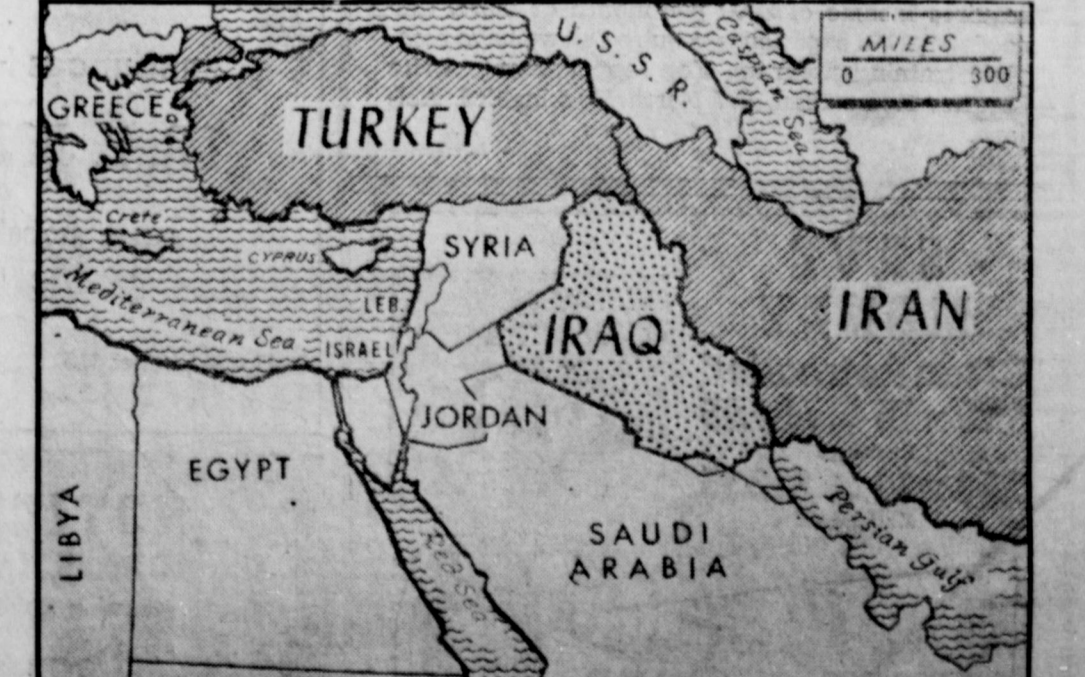 U. S. S. R.
Caspian Sea
MILES
0 300
GREECE
TURKEY
Crete
CYPRUS
SYRIA
Mediterranean Sea
LEB.
ISRAEL
IRAQ
IRAN
JORDAN
EGYPT
LIBYA
SAUDI
ARABIA
Red Sea
Persian Gulf